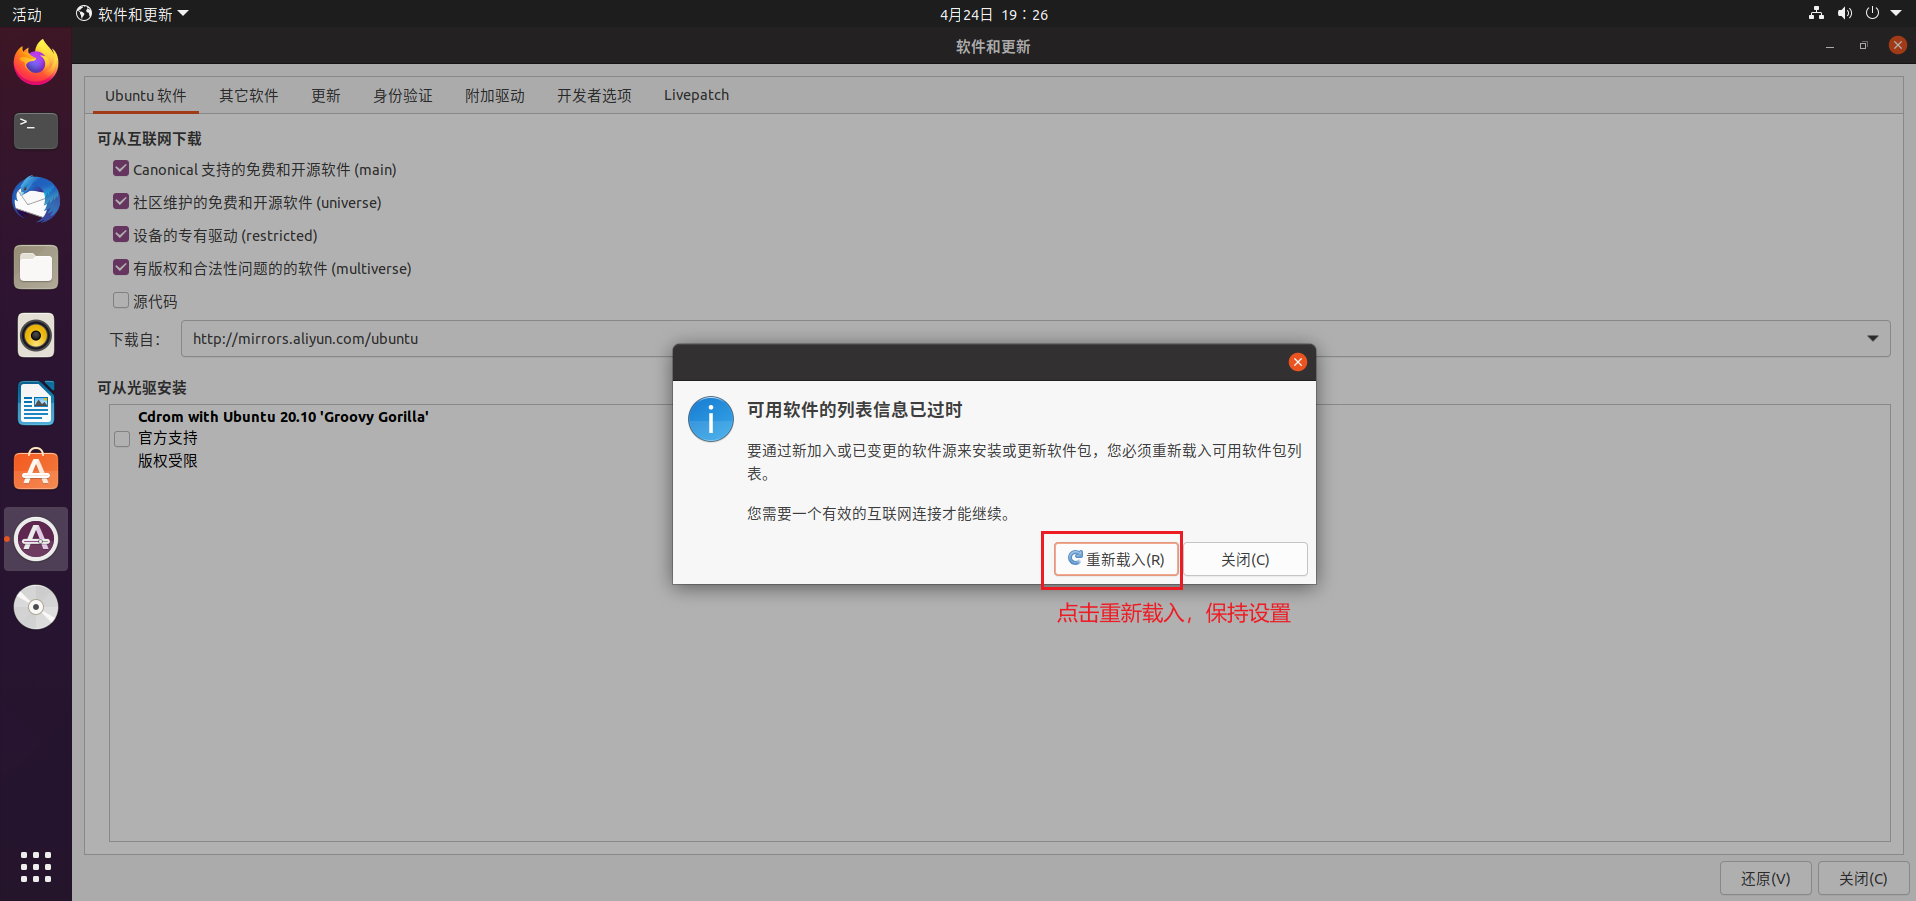 活动
软件和更新
4月24日 19：26
软件和更新
Ubuntu 软件
其它软件
更新
身份验证
附加驱动
开发者选项
Livepatch
可从互联网下载
Canonical 支持的免费和开源软件 (main)
社区维护的免费和开源软件 (universe)
设备的专有驱动 (restricted)
有版权和合法性问题的的软件 (multiverse)
源代码
下载自：
http://mirrors.aliyun.com/ubuntu
可从光驱安装
Cdrom with Ubuntu 20.10 'Groovy Gorilla'
官方支持
版权受限
可用软件的列表信息已过时
要通过新加入或已变更的软件源来安装或更新软件包，您必须重新载入可用软件包列
表。
您需要一个有效的互联网连接才能继续。
重新载入(R)
关闭(C)
点击重新载入，保持设置
还原(V)
关闭(C)